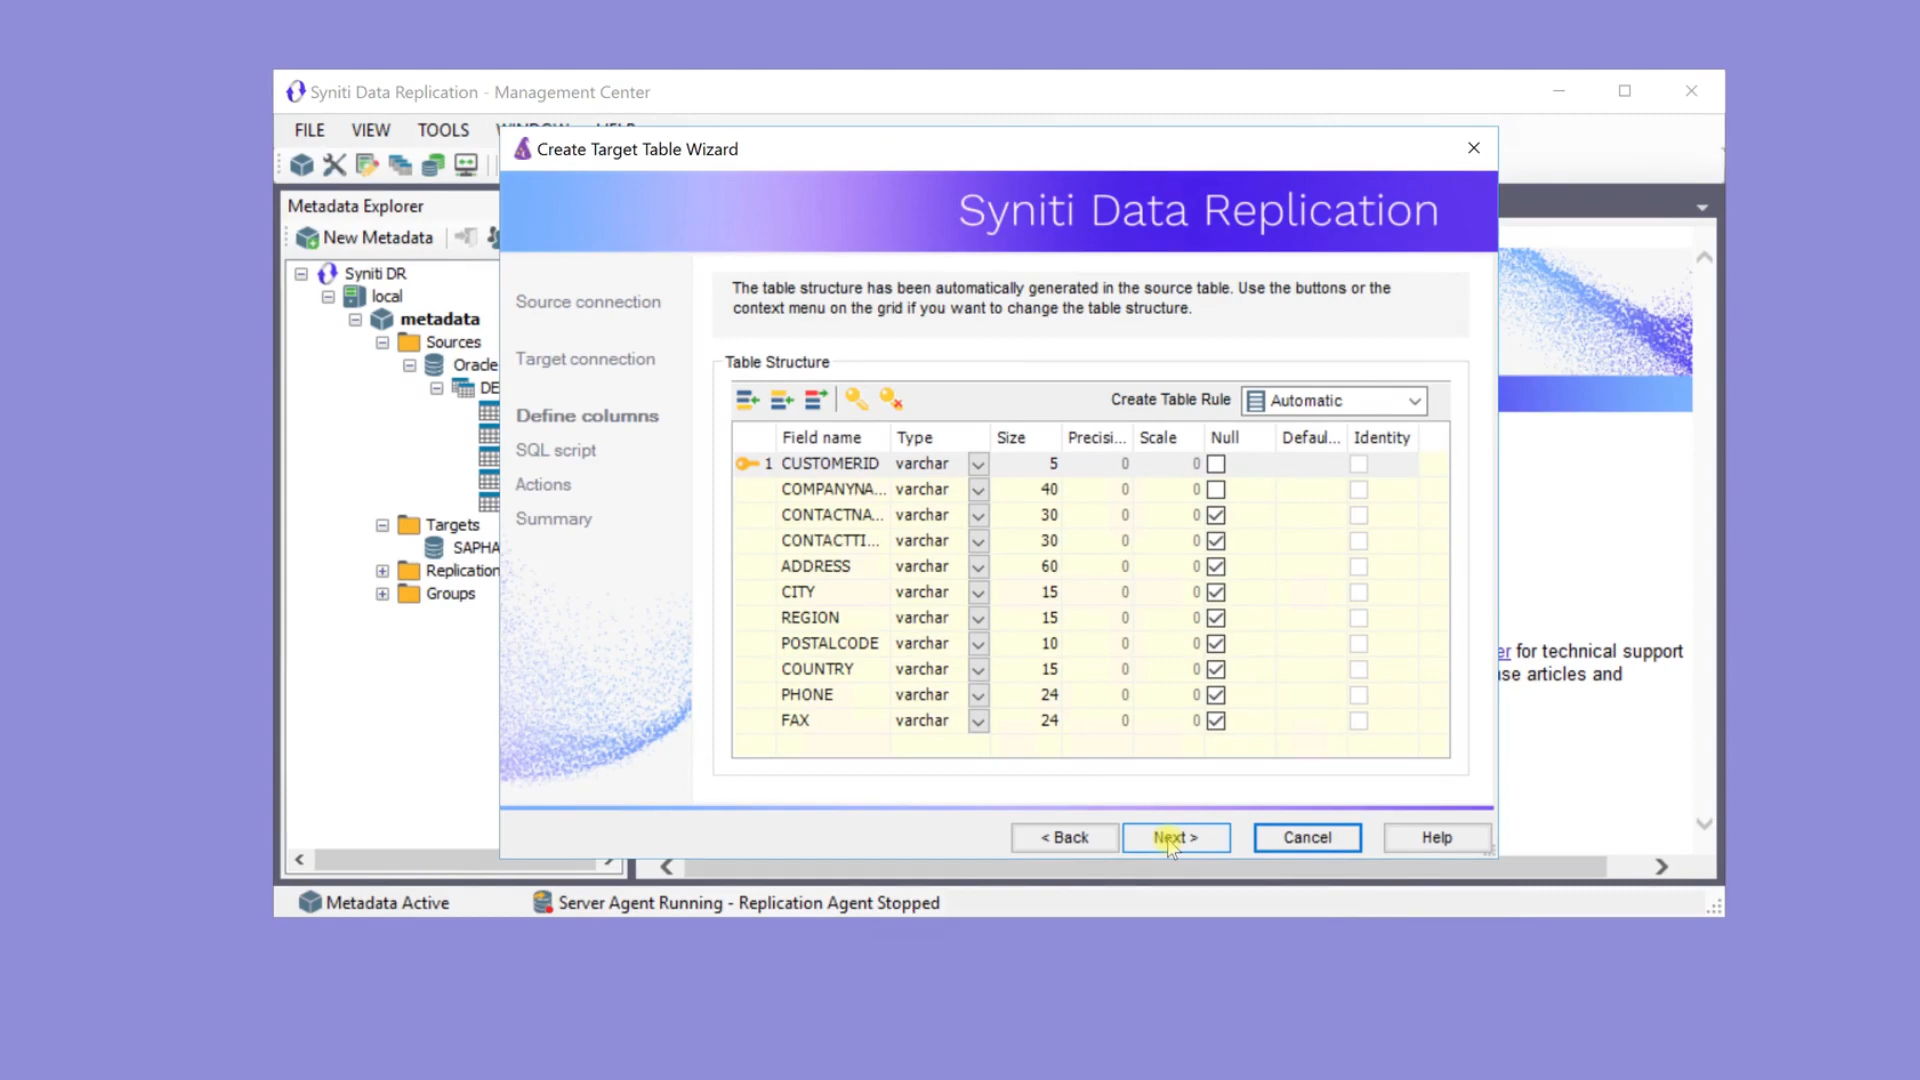 Syniti Data Replication - Management Center
FILE VIEW TOOLS
Create Target Table Wizard
Syniti Data Replication
Metadata Explorer
New Metadata
Syniti DR
local
metadata
Sources
Oracle
DE
Targets
SAPHA
Replication
Groups
Source connection
Target connection
Define columns
SQL script
Actions
Summary
The table structure has been automatically generated in the source table. Use the buttons or the
context menu on the grid if you want to change the table structure.
Table Structure
Create Table Rule Automatic
Field name Type Size Precisi... Scale Null Defaul... Identity
1 CUSTOMERID varchar 5 0 0
COMPANYNA... varchar 40 0 0
CONTACTNA... varchar 30 0 0
CONTACTTI... varchar 30 0 0
ADDRESS varchar 60 0 0
CITY varchar 15 0 0
REGION varchar 15 0 0
POSTALCODE varchar 10 0 0
COUNTRY varchar 15 0 0
PHONE varchar 24 0 0
FAX varchar 24 0 0
< Back Next > Cancel Help
er for technical support
se articles and
Metadata Active Server Agent Running - Replication Agent Stopped